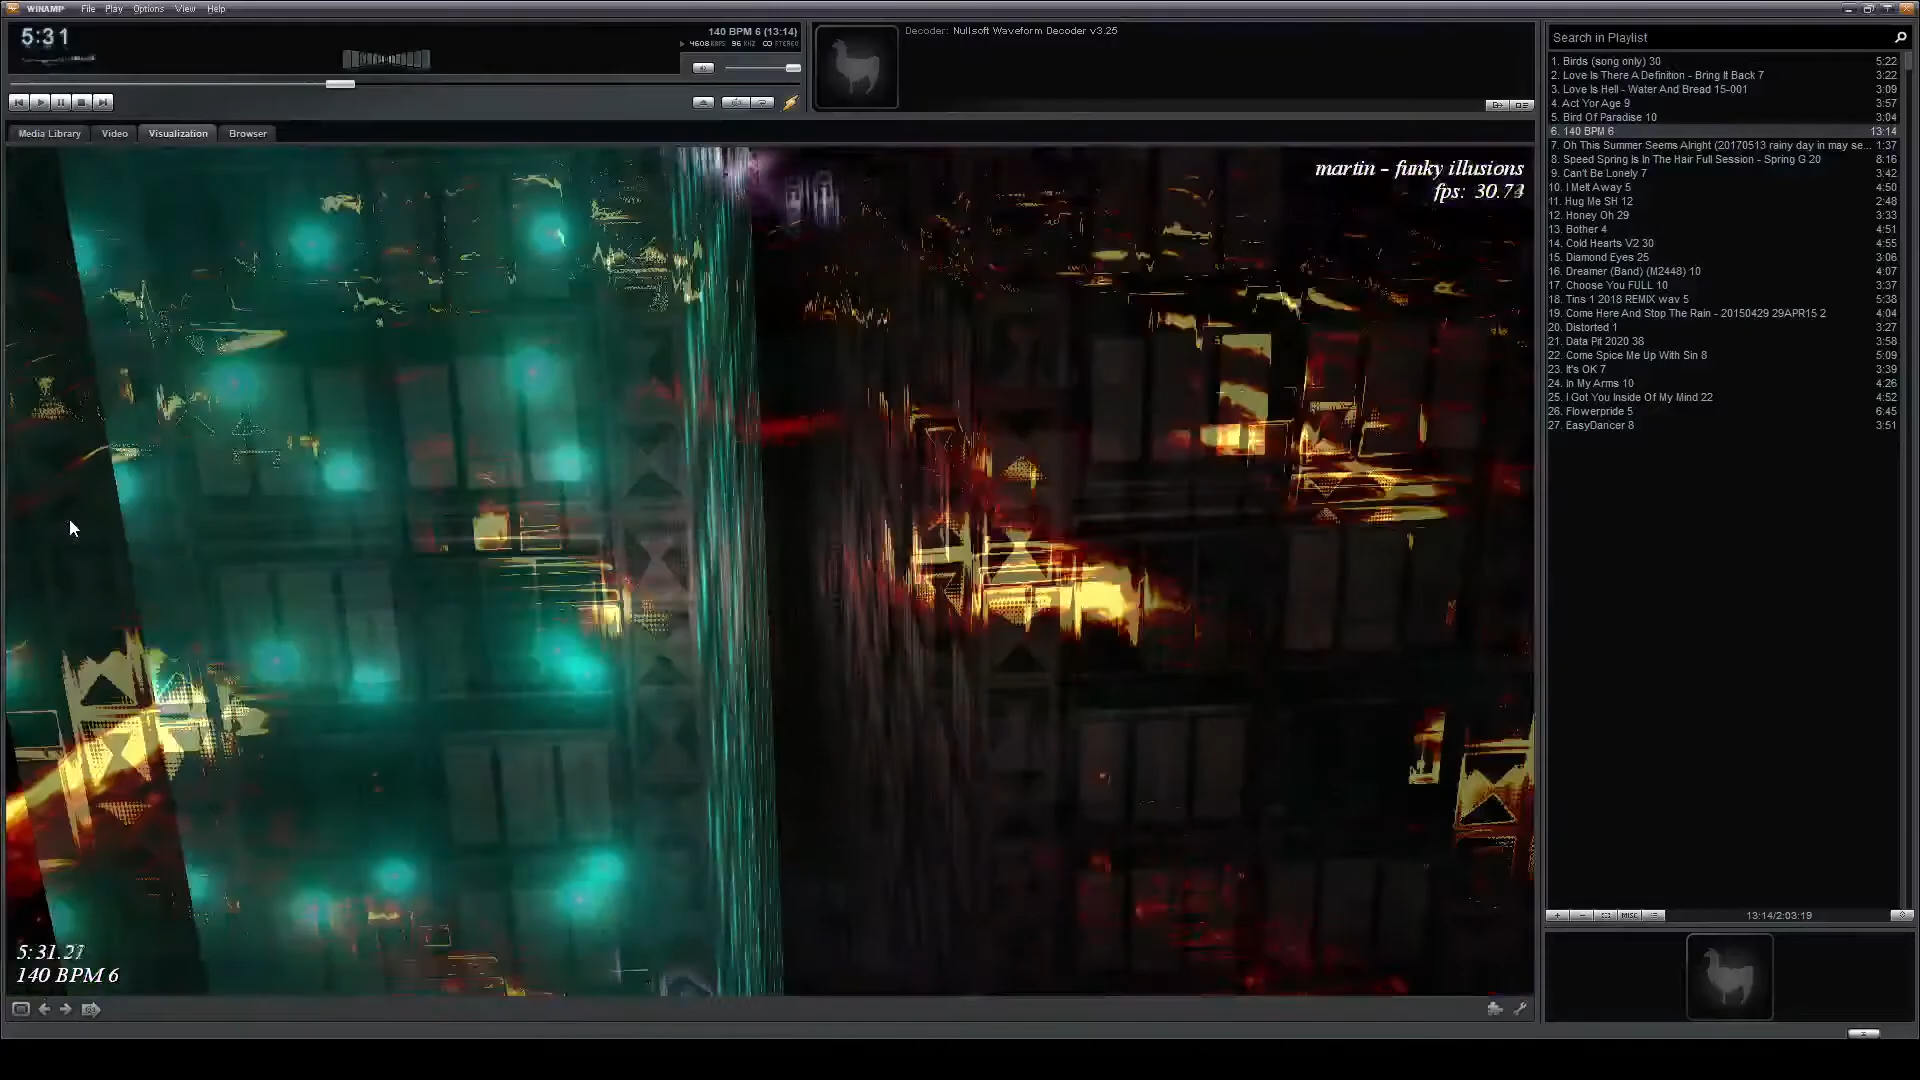 WINAMP File Play Options View Help
5:31
140 BPM 6 (13:14)
4608 KBPS 96 KHZ STEREO
Decoder: Nullsoft Waveform Decoder v3.25
Media Library Video Visualization Browser
martin - funky illusions
fps: 30.74
5:31.27
140 BPM 6
Search in Playlist
1. Birds (song only) 30 5:22
2. Love Is There A Definition - Bring It Back 7 3:22
3. Love Is Hell - Water And Bread 15-001 3:09
4. Act Yor Age 9 3:57
5. Bird Of Paradise 10 3:04
6. 140 BPM 6 13:14
7. Oh This Summer Seems Alright (20170513 rainy day in may se... 1:37
8. Speed Spring Is In The Hair Full Session - Spring G 20 8:16
9. Can't Be Lonely 7 3:42
10. I Melt Away 5 4:50
11. Hug Me SH 12 2:48
12. Honey Oh 29 3:33
13. Bother 4 4:51
14. Cold Hearts V2 30 4:55
15. Diamond Eyes 25 3:06
16. Dreamer (Band) (M2448) 10 4:07
17. Choose You FULL 10 3:37
18. Tins 1 2018 REMIX wav 5 5:38
19. Come Here And Stop The Rain - 20150429 29APR15 2 4:04
20. Distorted 1 3:27
21. Data Pit 2020 38 3:58
22. Come Spice Me Up With Sin 8 5:09
23. It's OK 7 3:39
24. In My Arms 10 4:26
25. I Got You Inside Of My Mind 22 4:52
26. Flowerpride 5 6:45
27. EasyDancer 8 3:51
MISC
13:14/2:03:19